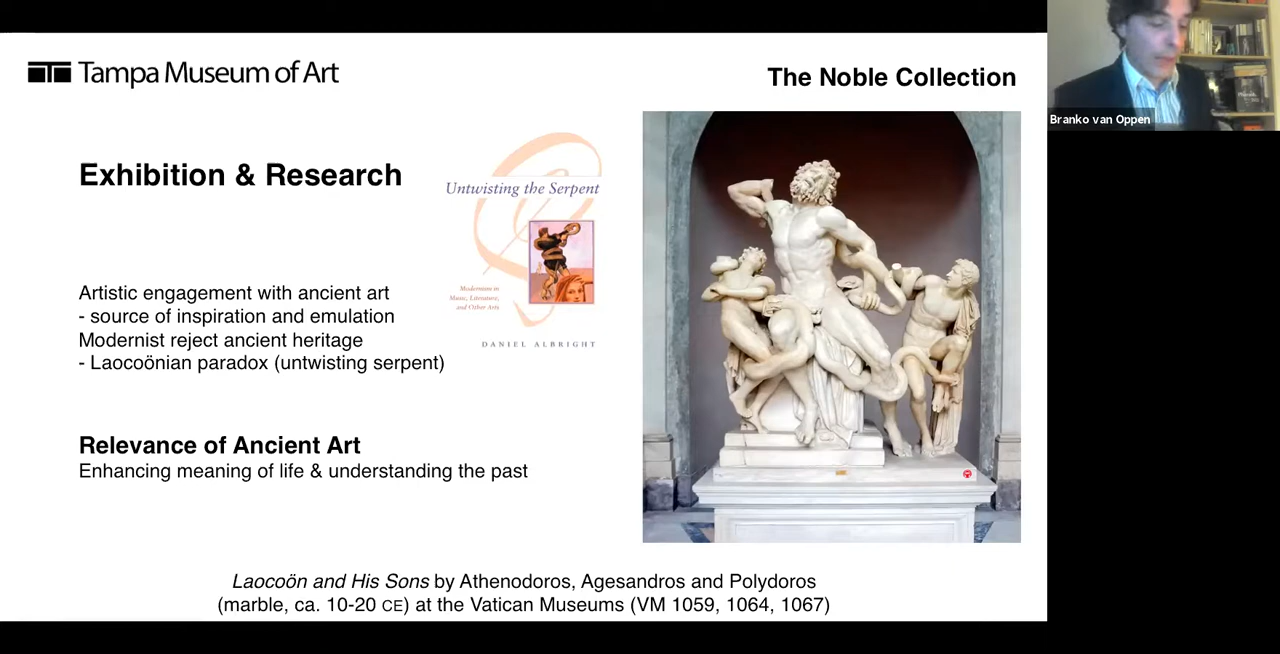 Tampa Museum of Art
The Noble Collection
Exhibition & Research
Untwisting the Serpent
Modernism in
Music, Literature,
and Other Arts
DANIEL ALBRIGHT
Artistic engagement with ancient art
- source of inspiration and emulation
Modernist reject ancient heritage
- Laocoönian paradox (untwisting serpent)
Relevance of Ancient Art
Enhancing meaning of life & understanding the past
Laocoön and His Sons by Athenodoros, Agesandros and Polydoros
(marble, ca. 10-20 CE) at the Vatican Museums (VM 1059, 1064, 1067)
Branko van Oppen